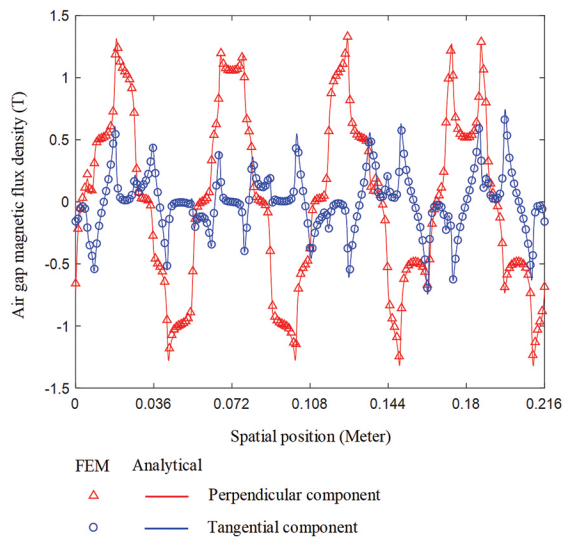 Air gap magnetic flux density (T)
1.5
1
0.5
0
-0.5
-1
-1.5
0 0.036 0.072 0.108 0.144 0.18 0.216
Spatial position (Meter)
FEM Analytical
Perpendicular component
Tangential component